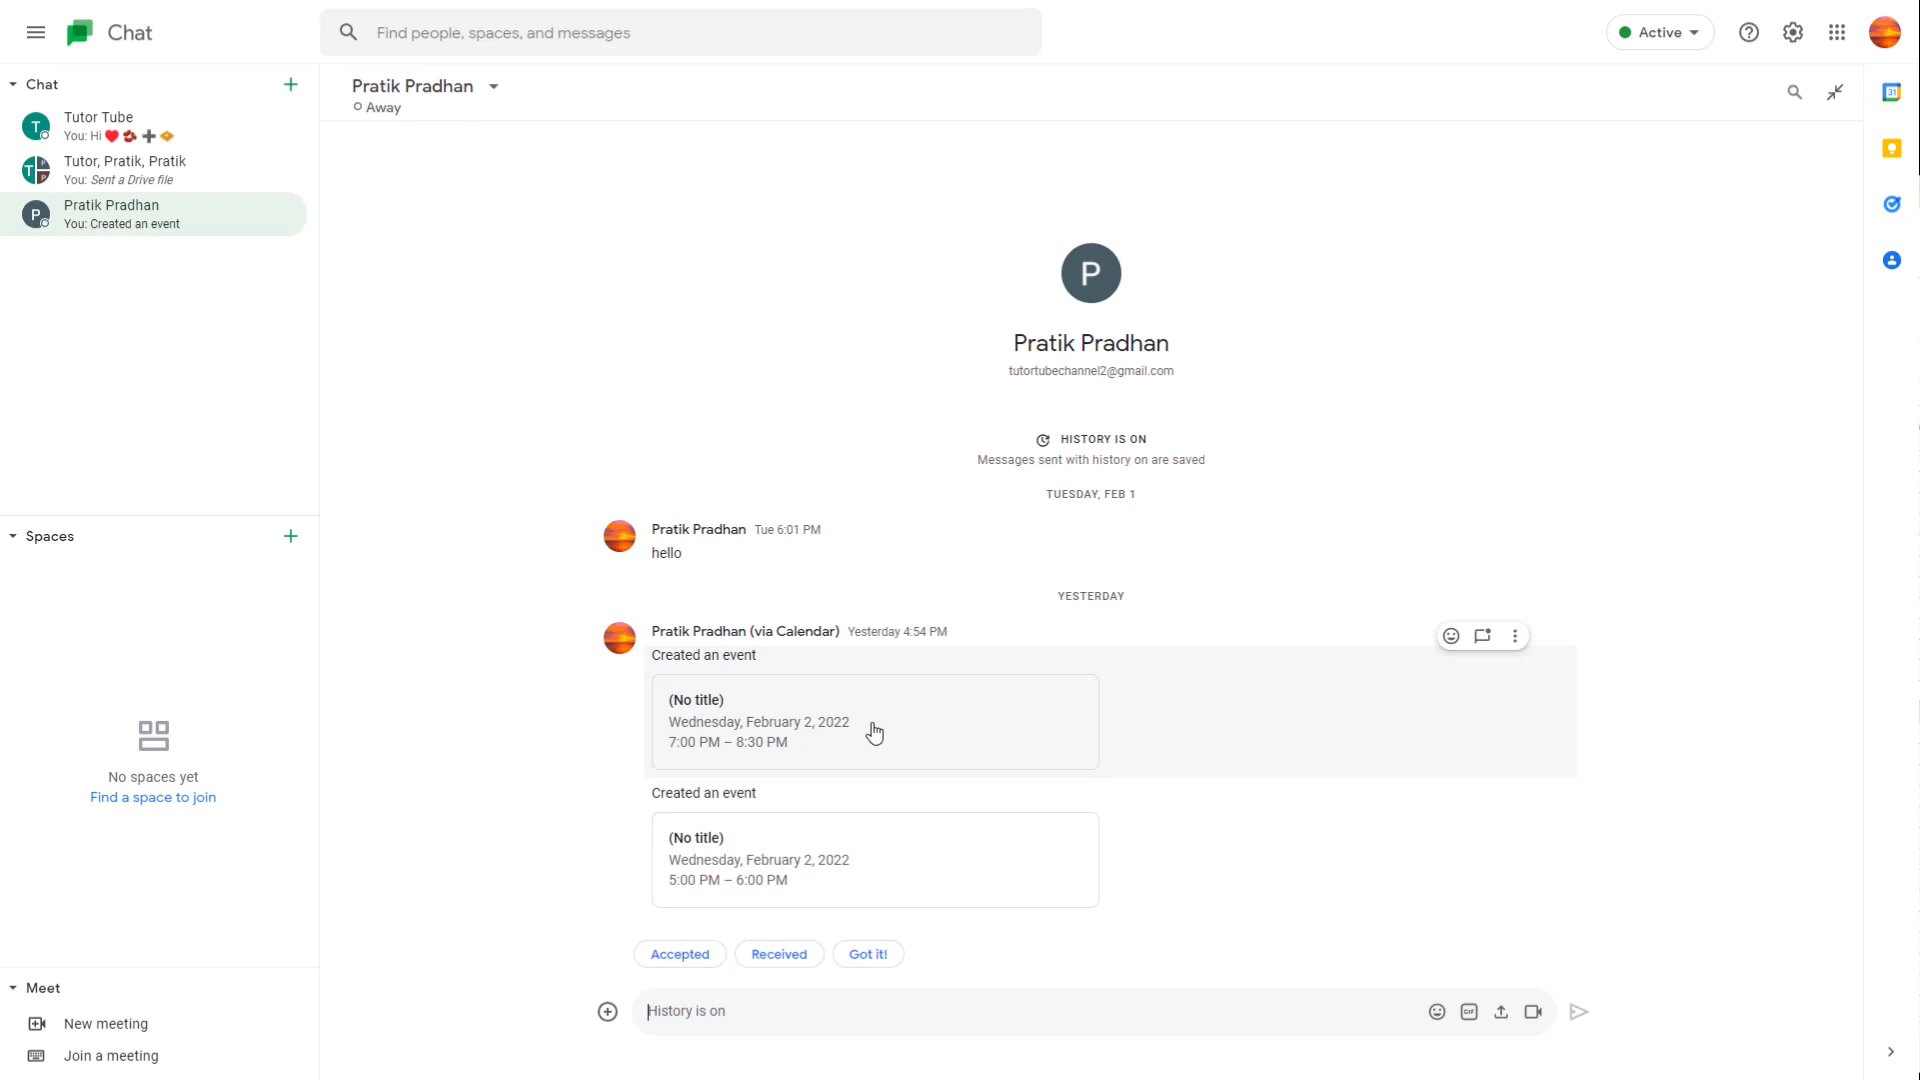 Chat
Find people, spaces, and messages
Active
Chat
T
Tutor Tube
You: Hi ❤️ ➕
T P P
Tutor, Pratik, Pratik
You: Sent a Drive file
P
Pratik Pradhan
You: Created an event
Spaces
No spaces yet
Find a space to join
Meet
New meeting
Join a meeting
Pratik Pradhan
Away
P
Pratik Pradhan
tutortubechannel2@gmail.com
HISTORY IS ON
Messages sent with history on are saved
TUESDAY, FEB 1
Pratik Pradhan Tue 6:01 PM
hello
YESTERDAY
Pratik Pradhan (via Calendar) Yesterday 4:54 PM
Created an event
(No title)
Wednesday, February 2, 2022
7:00 PM – 8:30 PM
Created an event
(No title)
Wednesday, February 2, 2022
5:00 PM – 6:00 PM
Accepted Received Got it!
History is on
GIF
31